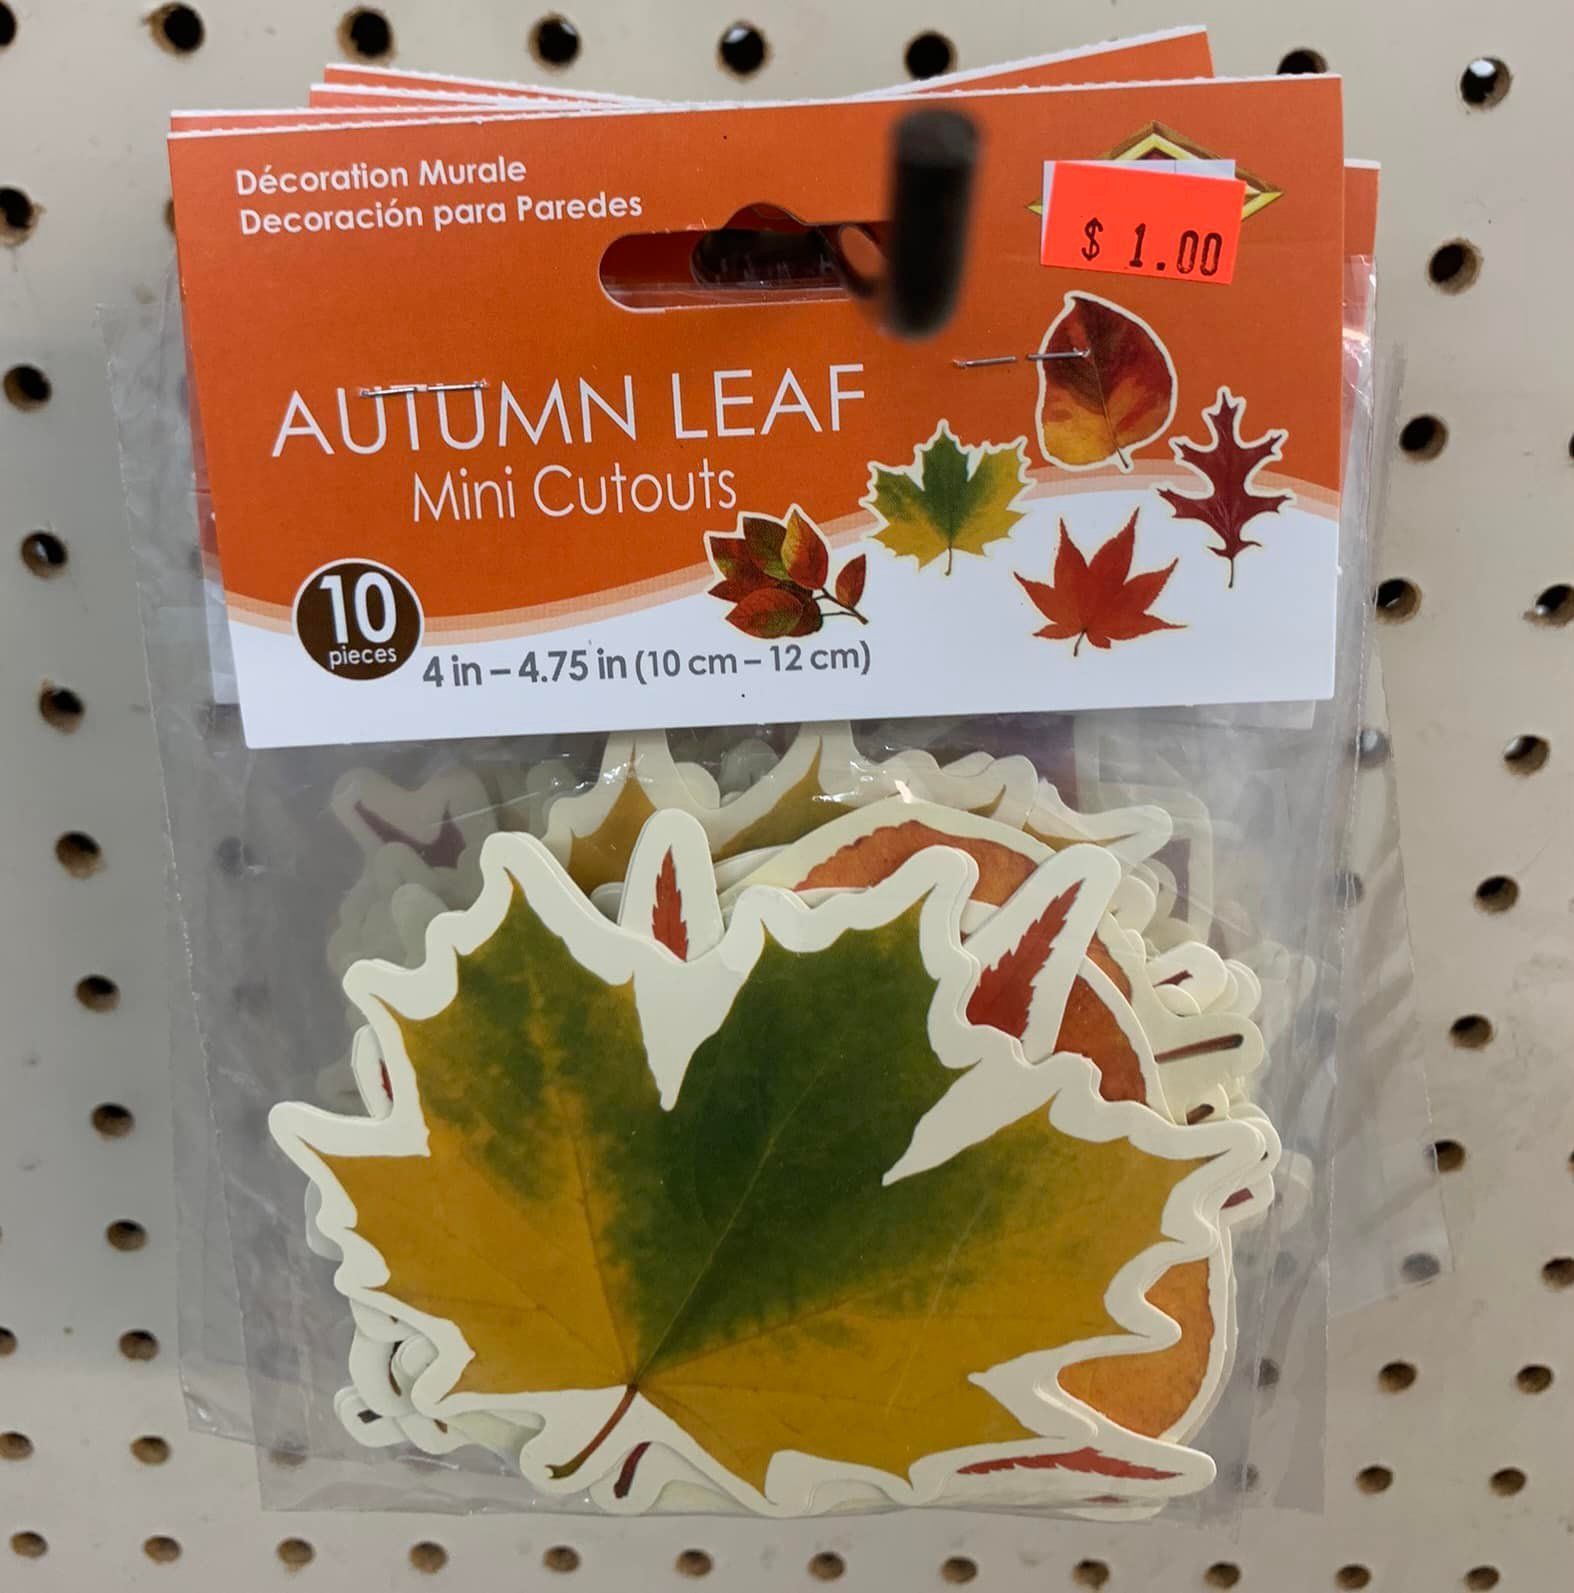 Décoration Murale
Decoración para Paredes
$ 1.00
AUTUMN LEAF
Mini Cutouts
10
pieces
4 in – 4.75 in (10 cm – 12 cm)